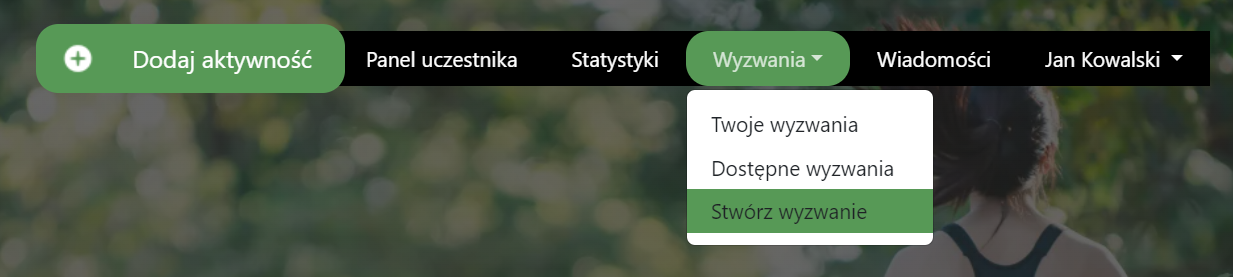 Dodaj aktywność Panel uczestnika Statystyki Wyzwania Wiadomości Jan Kowalski
Twoje wyzwania
Dostępne wyzwania
Stwórz wyzwanie